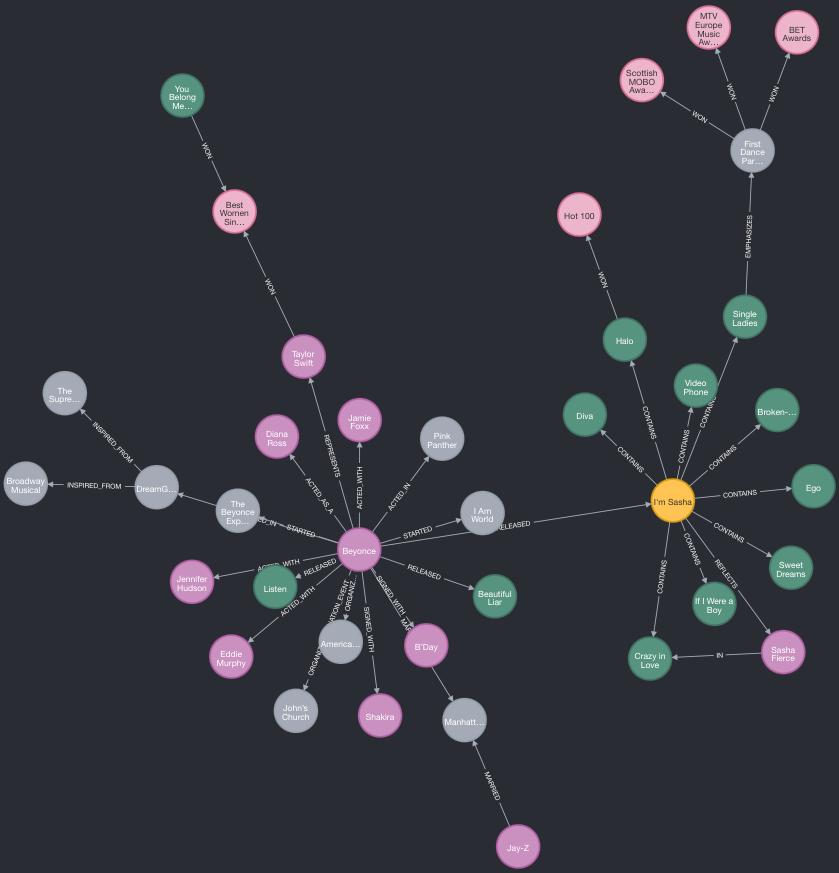 MTV
Europe
Music
Aw...
BET
Awards
Scottish
MOBO
Awa...
WON
WON
WON
You
Belong
Me...
First
Dance
Par...
WON
Best
Women
Sin...
Hot 100
EMPHASIZES
WON
WON
Single
Ladies
Halo
Taylor
Swift
Video
Phone
The
Supre...
Diva
Broken-...
Jamie
Foxx
Diana
Ross
Pink
Panther
CONTAINS
CONTAINS
CONTAINS
CONTAINS
CONTAINS
INSPIRED_FROM
REPRESENTS
ACTED_WITH
ACTED_IN
ACTED_AS_A
Broadway
Musical
INSPIRED_FROM
DreamG...
The
Beyonce
Exp...
STARTED
STARTED
I Am
World
I'm Sasha
CONTAINS
Ego
Beyonce
CONTAINS
CONTAINS
REFLECTS
CONTAINS
Sweet
Dreams
Jennifer
Hudson
ACTED_WITH
RELEASED
Listen
RELEASED
Beautiful
Liar
If I Were a
Boy
ACTED_WITH
ORGANIZ...
SIGNED_WITH
SIGNED_WITH
America...
B'Day
Eddie
Murphy
Crazy in
Love
IN
Sasha
Fierce
John's
Church
Shakira
Manhatt...
MARRIED
Jay-Z